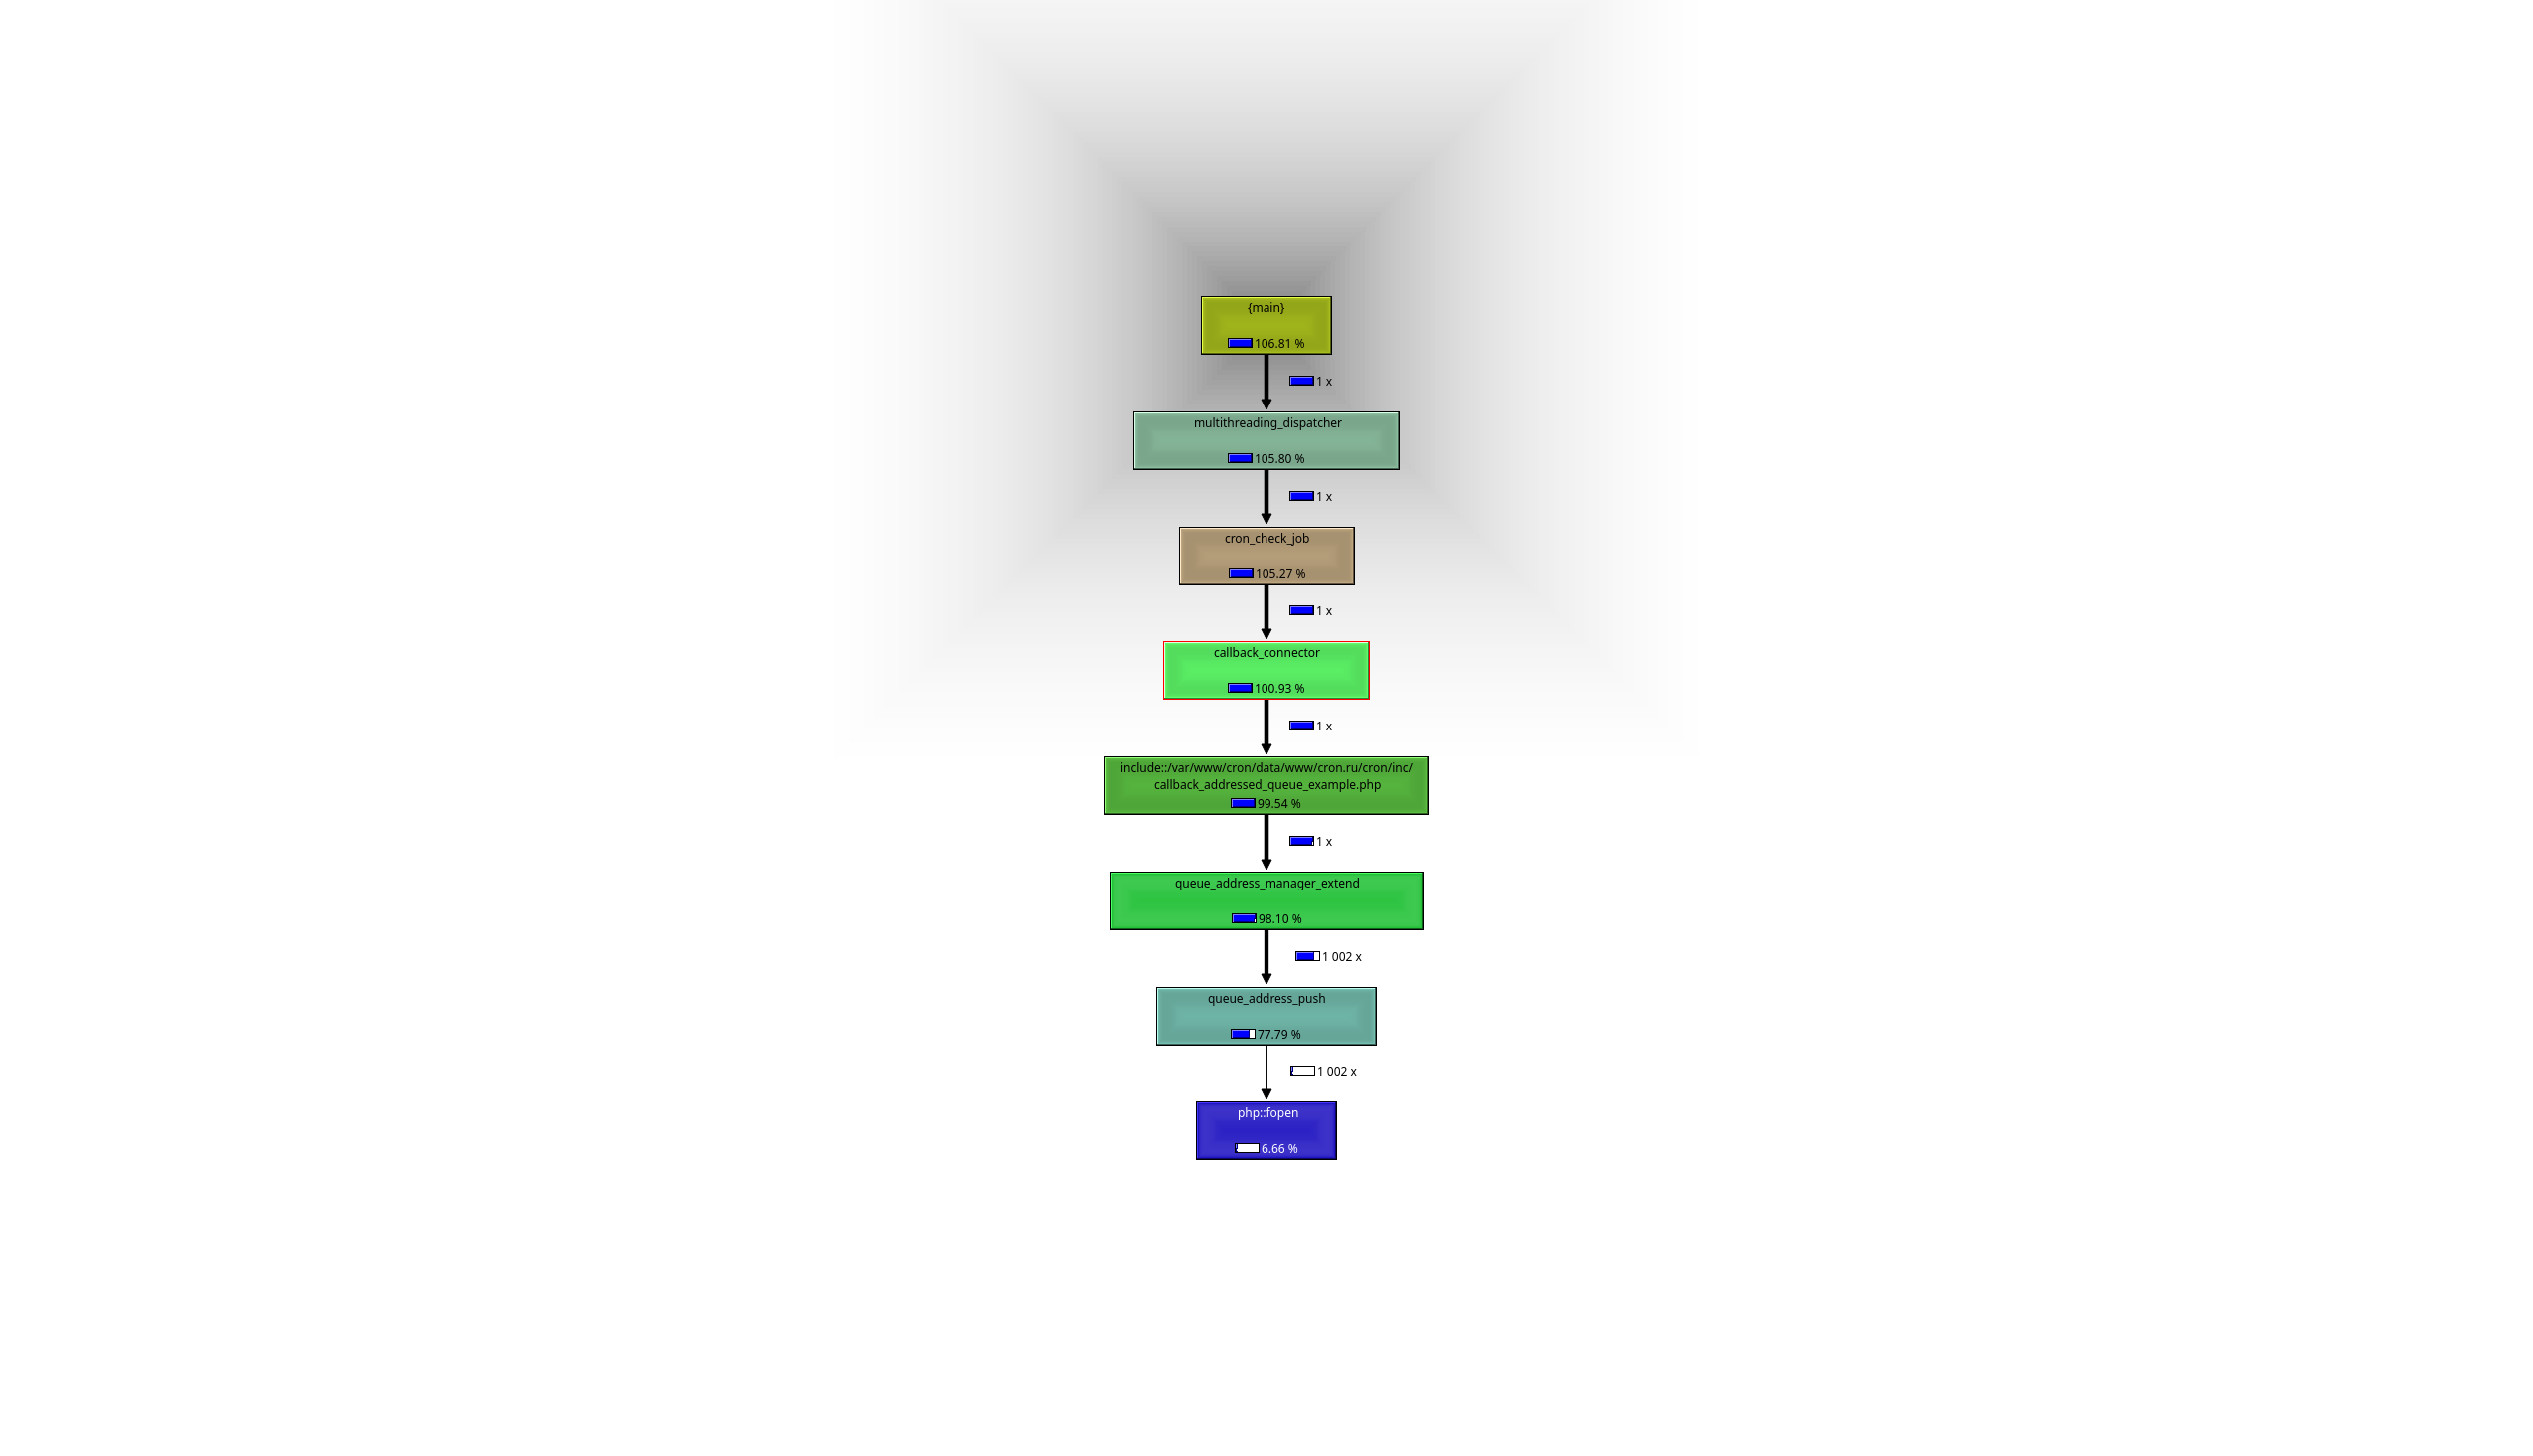 {main}
106.81 %
1 x
multithreading_dispatcher
105.80 %
1 x
cron_check_job
105.27 %
1 x
callback_connector
100.93 %
1 x
include::/var/www/cron/data/www/cron.ru/cron/inc/
callback_addressed_queue_example.php
99.54 %
1 x
queue_address_manager_extend
98.10 %
1 002 x
queue_address_push
77.79 %
1 002 x
php::fopen
6.66 %